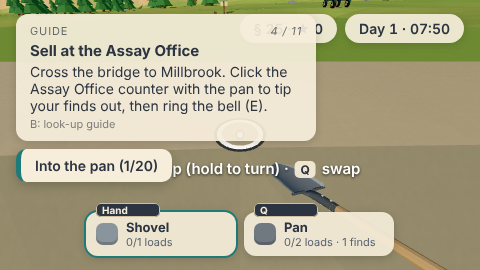 GUIDE
4 / 11
Sell at the Assay Office
Cross the bridge to Millbrook. Click the
Assay Office counter with the pan to tip
your finds out, then ring the bell (E).
B: look-up guide
Day 1 · 07:50
Into the pan (1/20)
(hold to turn) · Q swap
Hand
Shovel
0/1 loads
Q
Pan
0/2 loads · 1 finds